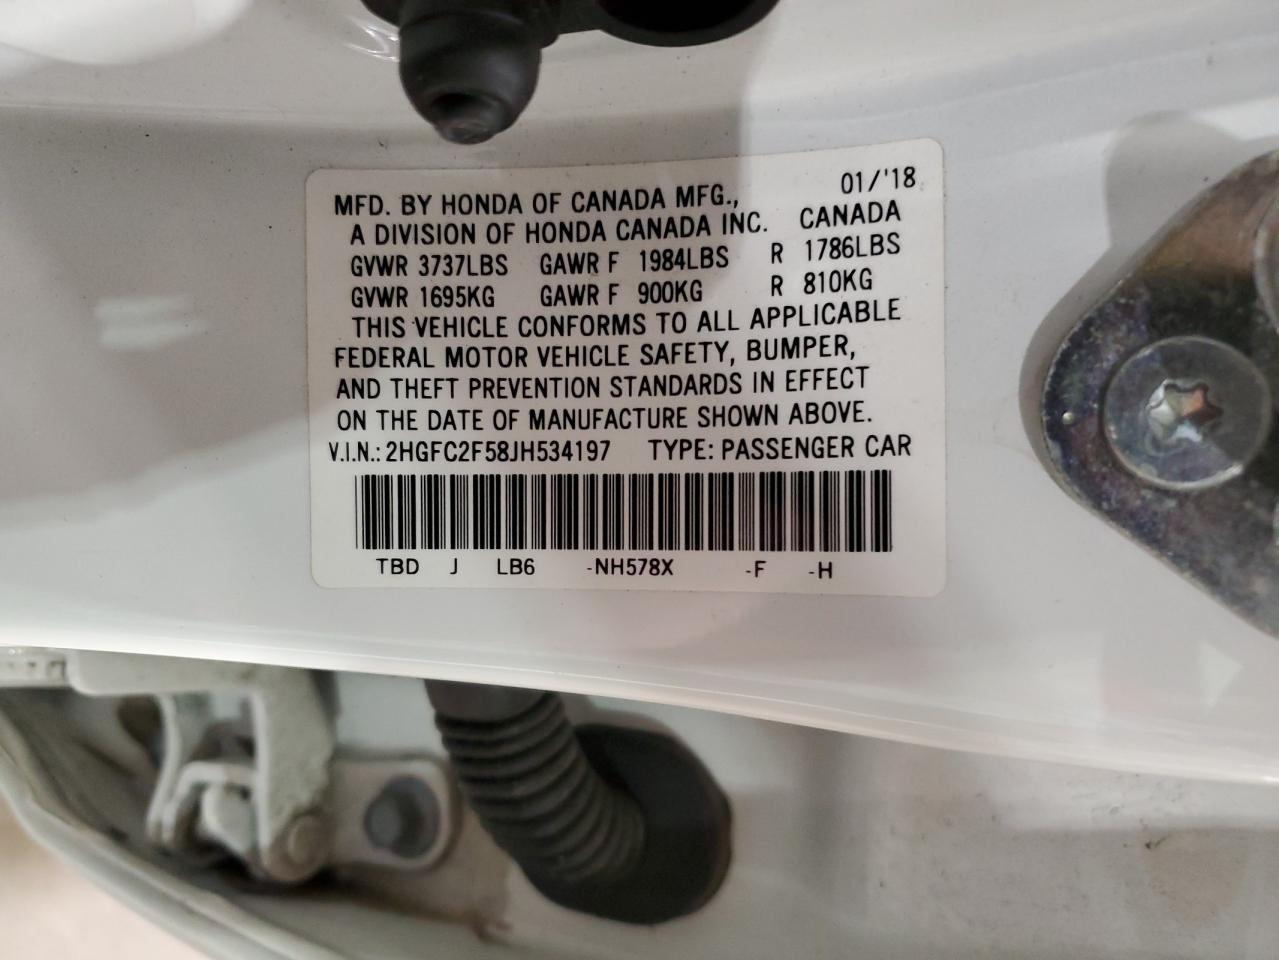 MFD. BY HONDA OF CANADA MFG., 01/'18
A DIVISION OF HONDA CANADA INC. CANADA
GVWR 3737LBS GAWR F 1984LBS R 1786LBS
GVWR 1695KG GAWR F 900KG R 810KG
THIS VEHICLE CONFORMS TO ALL APPLICABLE
FEDERAL MOTOR VEHICLE SAFETY, BUMPER,
AND THEFT PREVENTION STANDARDS IN EFFECT
ON THE DATE OF MANUFACTURE SHOWN ABOVE.
V.I.N.: 2HGFC2F58JH534197 TYPE: PASSENGER CAR
TBD J LB6 -NH578X -F -H